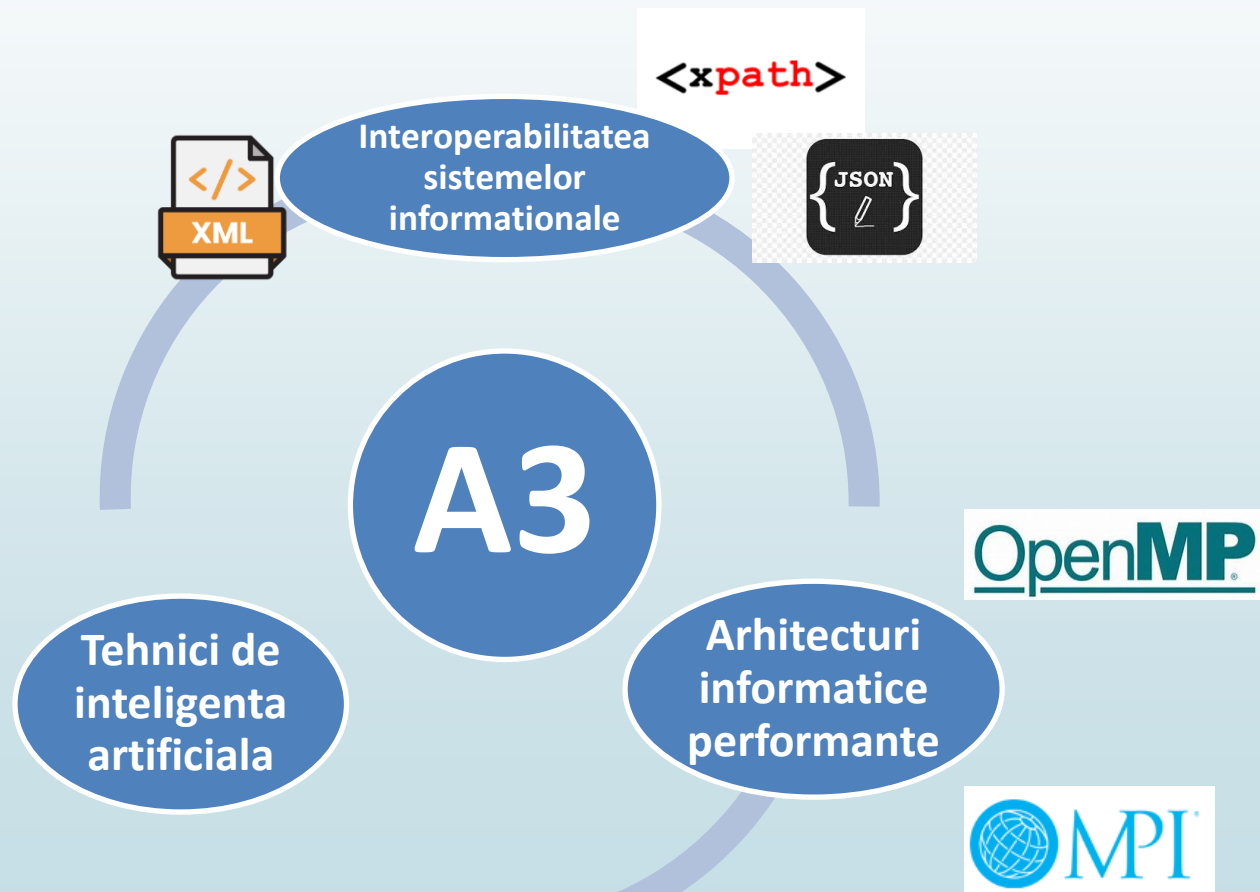 <xpath>
Interoperabilitatea
sistemelor
informationale
</>
XML
{JSON}
A3
OpenMP®
Tehnici de
inteligenta
artificiala
Arhitecturi
informatice
performante
MPI